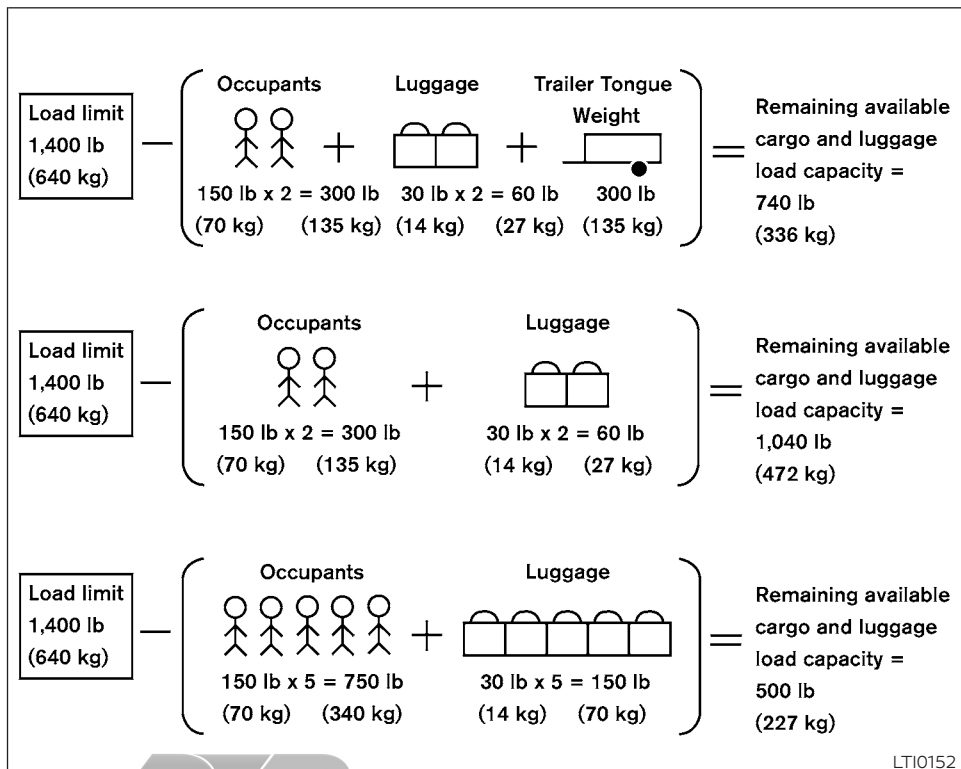 Occupants Luggage Trailer Tongue
Load limit Weight Remaining available
1,400 lb − ( + + ) = cargo and luggage
(640 kg) load capacity =
150 lb x 2 = 300 lb 30 lb x 2 = 60 lb 300 lb 740 lb
(70 kg) (135 kg) (14 kg) (27 kg) (135 kg) (336 kg)
Occupants Luggage
Load limit Remaining available
1,400 lb − ( + ) = cargo and luggage
(640 kg) load capacity =
150 lb x 2 = 300 lb 30 lb x 2 = 60 lb 1,040 lb
(70 kg) (135 kg) (14 kg) (27 kg) (472 kg)
Occupants Luggage
Load limit Remaining available
1,400 lb − ( + ) = cargo and luggage
(640 kg) load capacity =
150 lb x 5 = 750 lb 30 lb x 5 = 150 lb 500 lb
(70 kg) (340 kg) (14 kg) (70 kg) (227 kg)
LTI0152